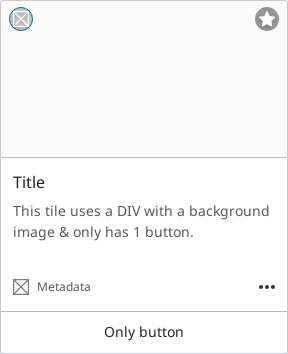 Title
This tile uses a DIV with a background
image & only has 1 button.
Metadata
Only button